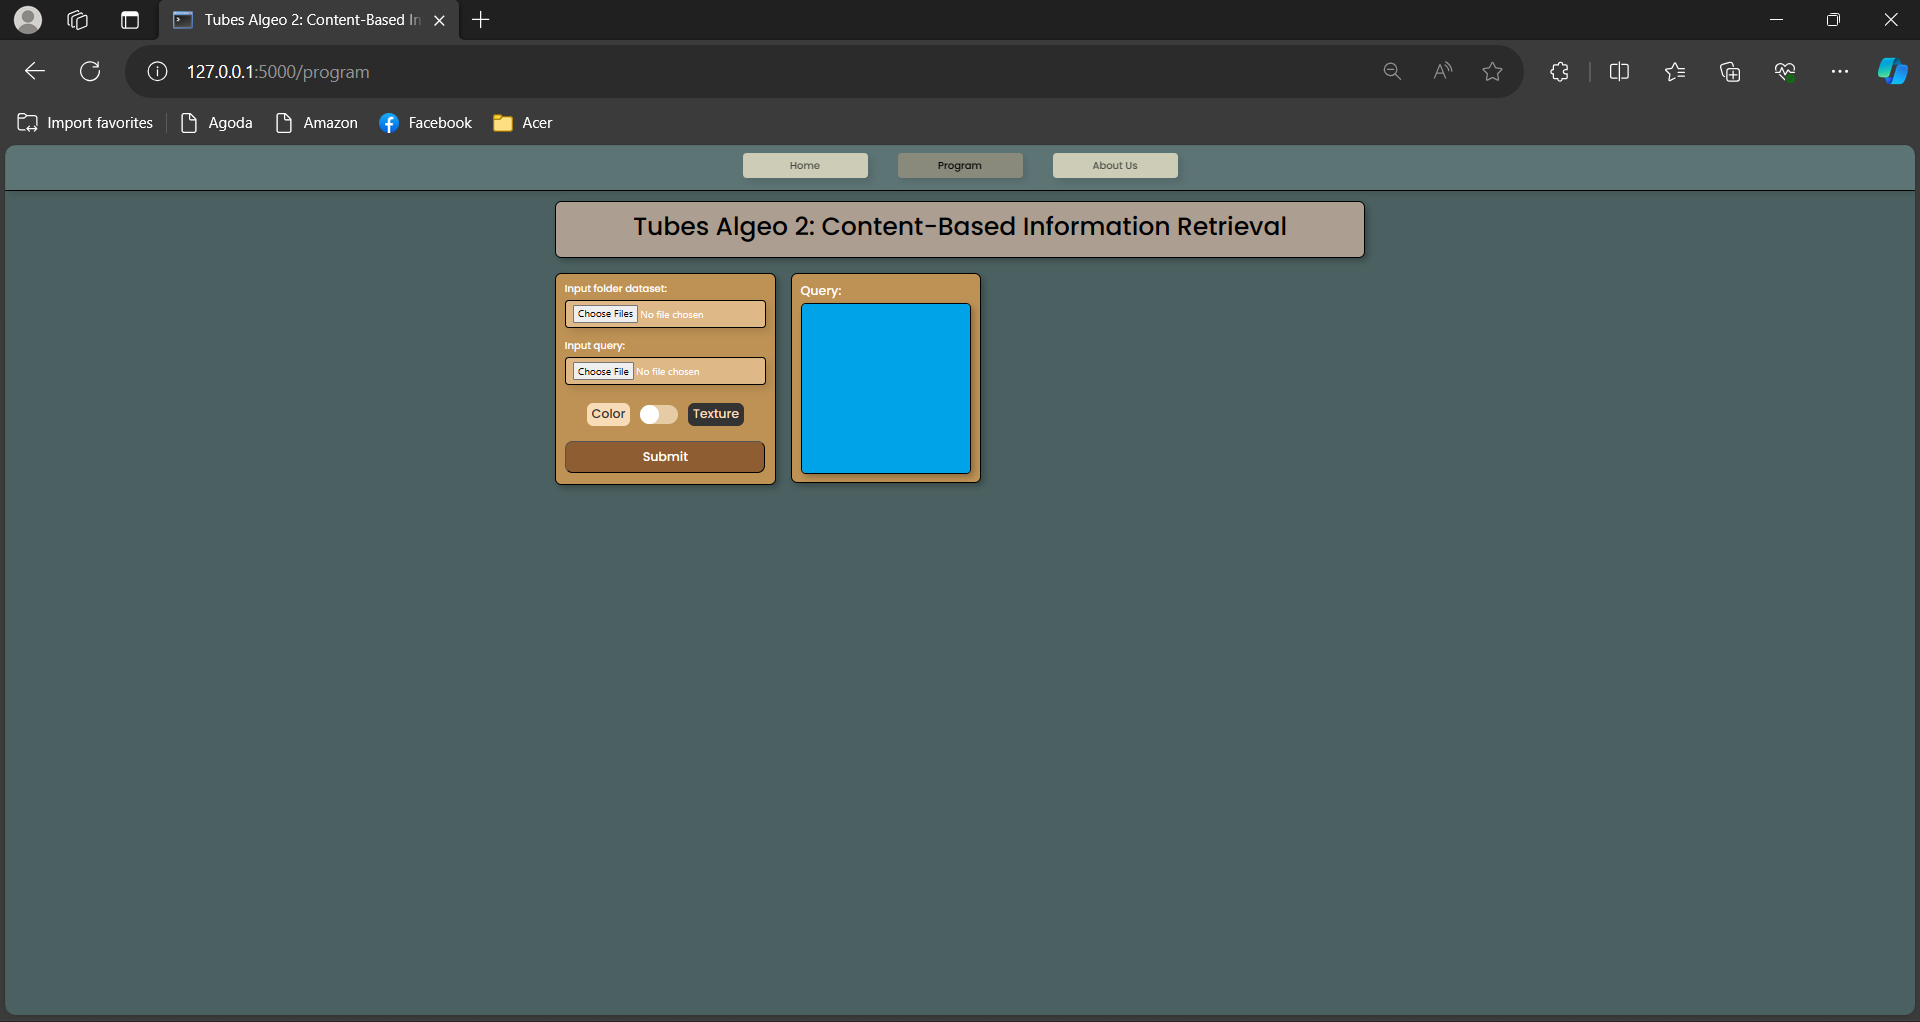 Tubes Algeo 2: Content-Based In
127.0.0.1:5000/program
Import favorites
Agoda
Amazon
Facebook
Acer
Home
Program
About Us
Tubes Algeo 2: Content-Based Information Retrieval
Input folder dataset:
Choose Files No file chosen
Input query:
Choose File No file chosen
Color
Texture
Submit
Query: